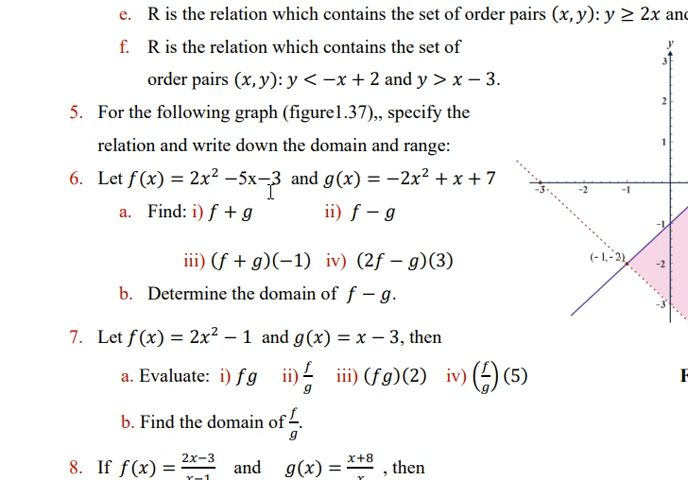 e. R is the relation which contains the set of order pairs (x, y): y ≥ 2x and
f. R is the relation which contains the set of
order pairs (x, y): y < −x + 2 and y > x − 3.
5. For the following graph (figure1.37),, specify the
relation and write down the domain and range:
6. Let f(x) = 2x² −5x−3 and g(x) = −2x² + x + 7
a. Find: i) f + g ii) f − g
iii) (f + g)(−1) iv) (2f − g)(3)
b. Determine the domain of f − g.
7. Let f(x) = 2x² − 1 and g(x) = x − 3, then
a. Evaluate: i) fg ii) f/g iii) (fg)(2) iv) (f/g)(5)
b. Find the domain of f/g.
8. If f(x) = 2x−3/x−1 and g(x) = x+8/x, then
y
3
2
1
-3 -2 -1
-1
(- 1, - 2)
-2
-3
F